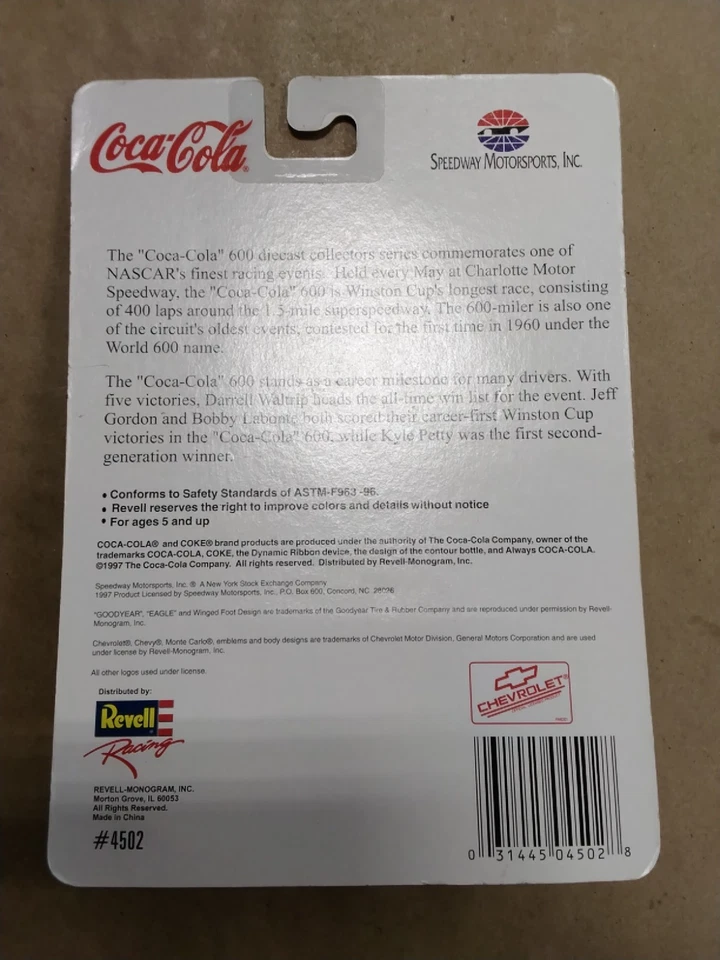 Coca-Cola®
SPEEDWAY MOTORSPORTS, INC.
The "Coca-Cola" 600 diecast collectors series commemorates one of
NASCAR's finest racing events. Held every May at Charlotte Motor
Speedway, the "Coca-Cola" 600 is Winston Cup's longest race, consisting
of 400 laps around the 1.5-mile superspeedway. The 600-miler is also one
of the circuit's oldest events, contested for the first time in 1960 under the
World 600 name.
The "Coca-Cola" 600 stands as a career milestone for many drivers. With
five victories, Darrell Waltrip heads the all-time win list for the event. Jeff
Gordon and Bobby Labonte both scored their career-first Winston Cup
victories in the "Coca-Cola" 600, while Kyle Petty was the first second-
generation winner.
• Conforms to Safety Standards of ASTM-F963 -96.
• Revell reserves the right to improve colors and details without notice
• For ages 5 and up
COCA-COLA® and COKE® brand products are produced under the authority of The Coca-Cola Company, owner of the
trademarks COCA-COLA, COKE, the Dynamic Ribbon device, the design of the contour bottle, and Always COCA-COLA.
©1997 The Coca-Cola Company. All rights reserved. Distributed by Revell-Monogram, Inc.
Speedway Motorsports, Inc. ® A New York Stock Exchange Company
1997 Product Licensed by Speedway Motorsports, Inc., P.O. Box 600, Concord, NC 28026
"GOODYEAR", "EAGLE" and Winged Foot Design are trademarks of the Goodyear Tire & Rubber Company and are reproduced under permission by Revell-
Monogram, Inc.
Chevrolet®, Chevy®, Monte Carlo®, emblems and body designs are trademarks of Chevrolet Motor Division, General Motors Corporation and are used
under license by Revell-Monogram, Inc.
All other logos used under license.
Distributed by:
Revell
Racing
CHEVROLET®
REVELL-MONOGRAM, INC.
Morton Grove, IL 60053
All Rights Reserved.
Made in China
#4502
0 31445 04502 8